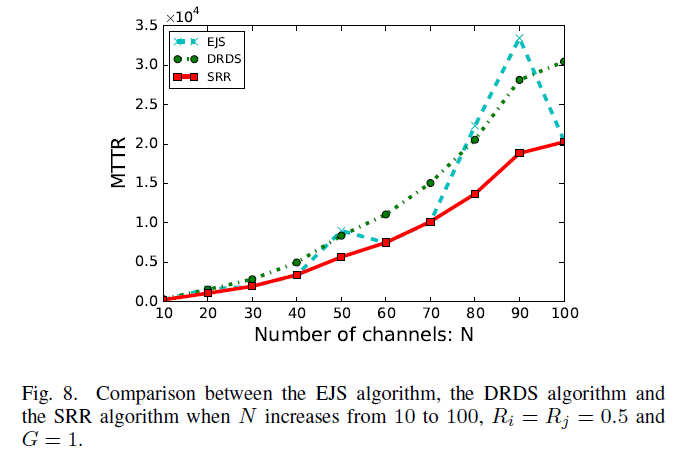 ×10⁴
3.5
3.0
2.5
2.0
1.5
1.0
0.5
0.0
MTTR
EJS
DRDS
SRR
10 20 30 40 50 60 70 80 90 100
Number of channels: N
Fig. 8. Comparison between the EJS algorithm, the DRDS algorithm and
the SRR algorithm when N increases from 10 to 100, Rᵢ = Rⱼ = 0.5 and
G = 1.